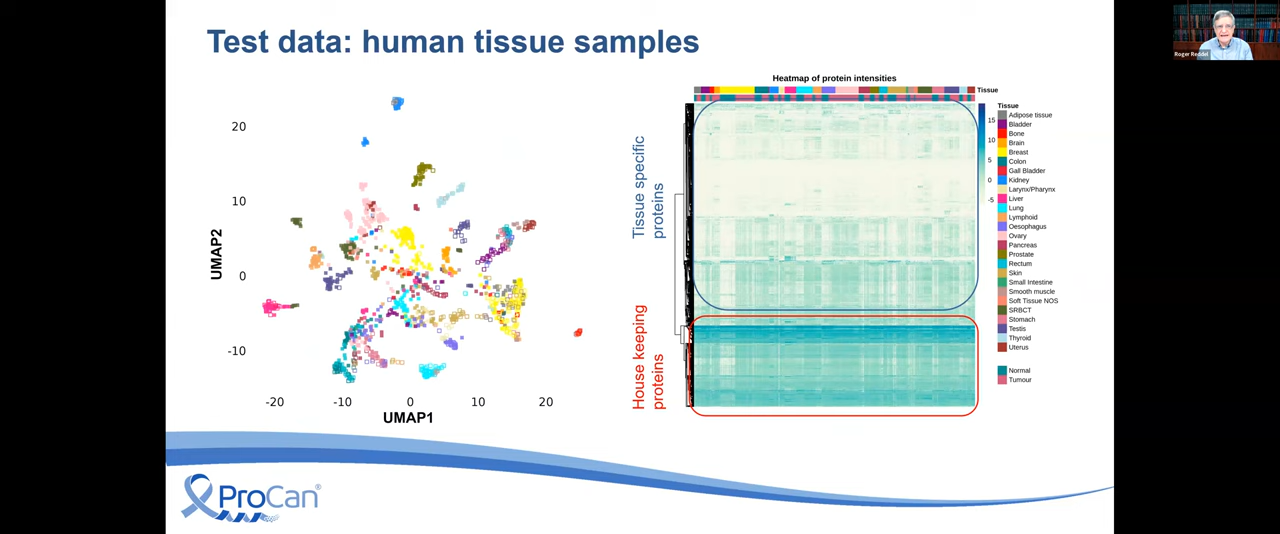 Test data: human tissue samples
Roger Reddel
20
10
0
-10
-20
-10
0
10
20
UMAP2
UMAP1
Heatmap of protein intensities
Tissue
Tissue specific
proteins
House keeping
proteins
15
10
5
0
-5
Tissue
Adipose tissue
Bladder
Bone
Brain
Breast
Colon
Gall Bladder
Kidney
Larynx/Pharynx
Liver
Lung
Lymphoid
Oesophagus
Ovary
Pancreas
Prostate
Rectum
Skin
Small Intestine
Smooth muscle
Soft Tissue NOS
SRBCT
Stomach
Testis
Thyroid
Uterus
Normal
Tumour
ProCan®